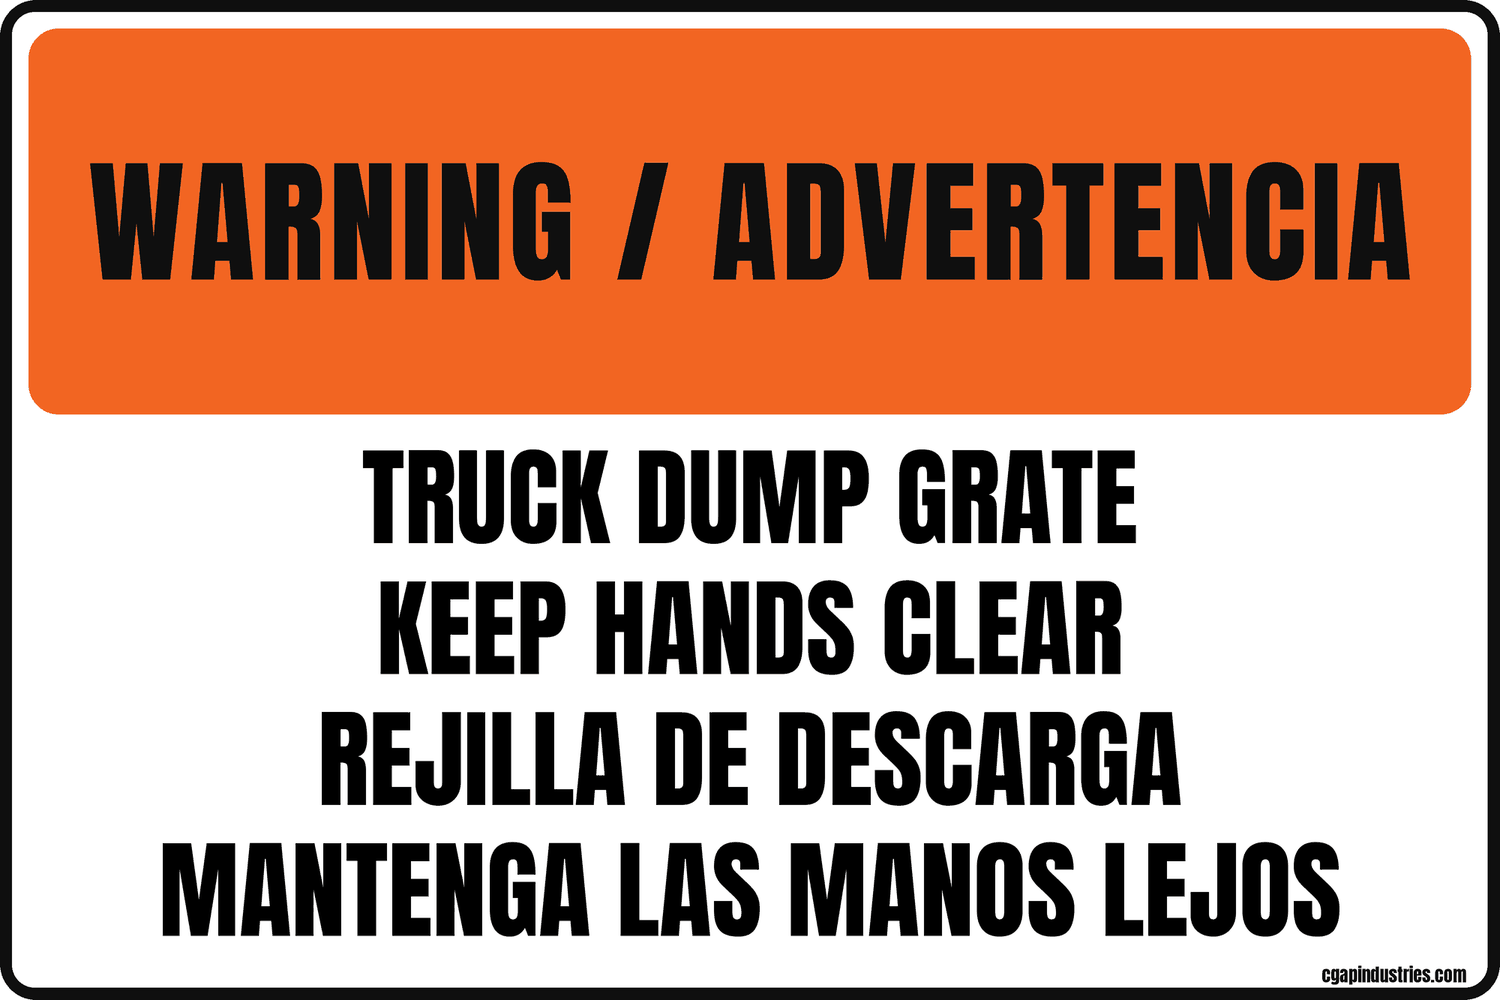 WARNING / ADVERTENCIA
TRUCK DUMP GRATE
KEEP HANDS CLEAR
REJILLA DE DESCARGA
MANTENGA LAS MANOS LEJOS
cgapindustries.com